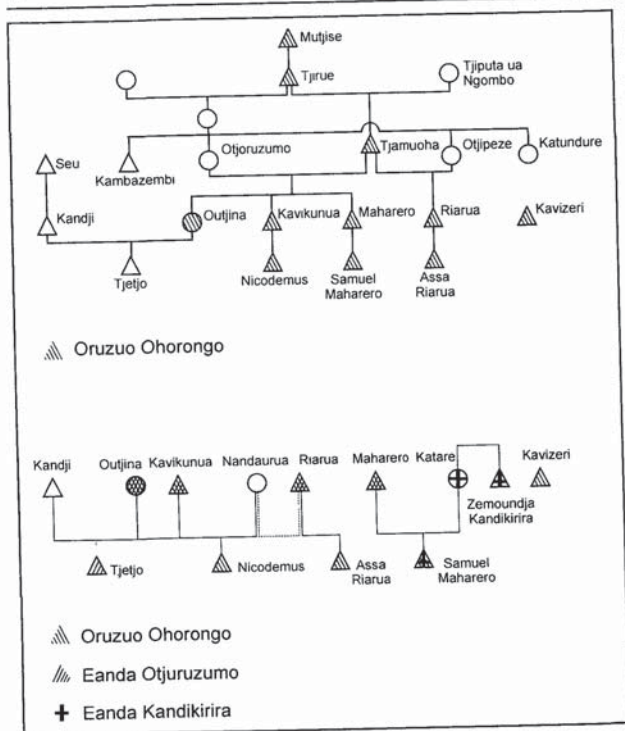 Mutjise
Tjirue
Tjiputa ua
Ngombo
Otjoruzumo
Tjamuoha
Otjipeze
Katundure
Seu
Kambazembi
Kandji
Outjina
Kavikunua
Maharero
Riarua
Kavizeri
Tjetjo
Nicodemus
Samuel
Maharero
Assa
Riarua
Oruzuo Ohorongo
Kandji
Outjina
Kavikunua
Nandaurua
Riarua
Maharero
Katare
Kavizeri
Zemoundja
Kandikirira
Tjetjo
Nicodemus
Assa
Riarua
Samuel
Maharero
Oruzuo Ohorongo
Eanda Otjuruzumo
Eanda Kandikirira